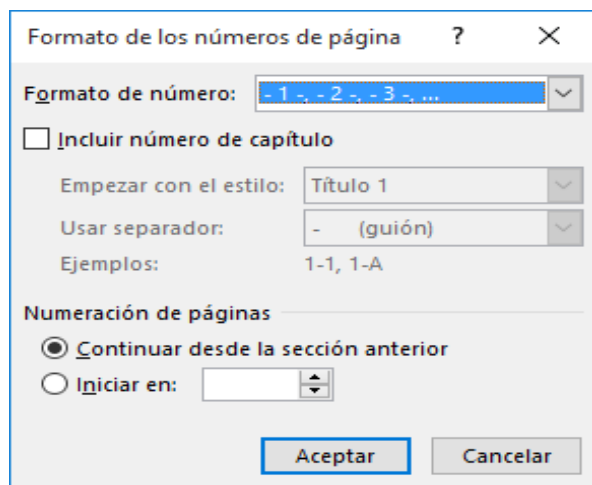 Formato de los números de página ?
Formato de número: - 1 -, - 2 -, - 3 -, ...
Incluir número de capítulo
Empezar con el estilo: Título 1
Usar separador: - (guión)
Ejemplos: 1-1, 1-A
Numeración de páginas
Continuar desde la sección anterior
Iniciar en:
Aceptar Cancelar